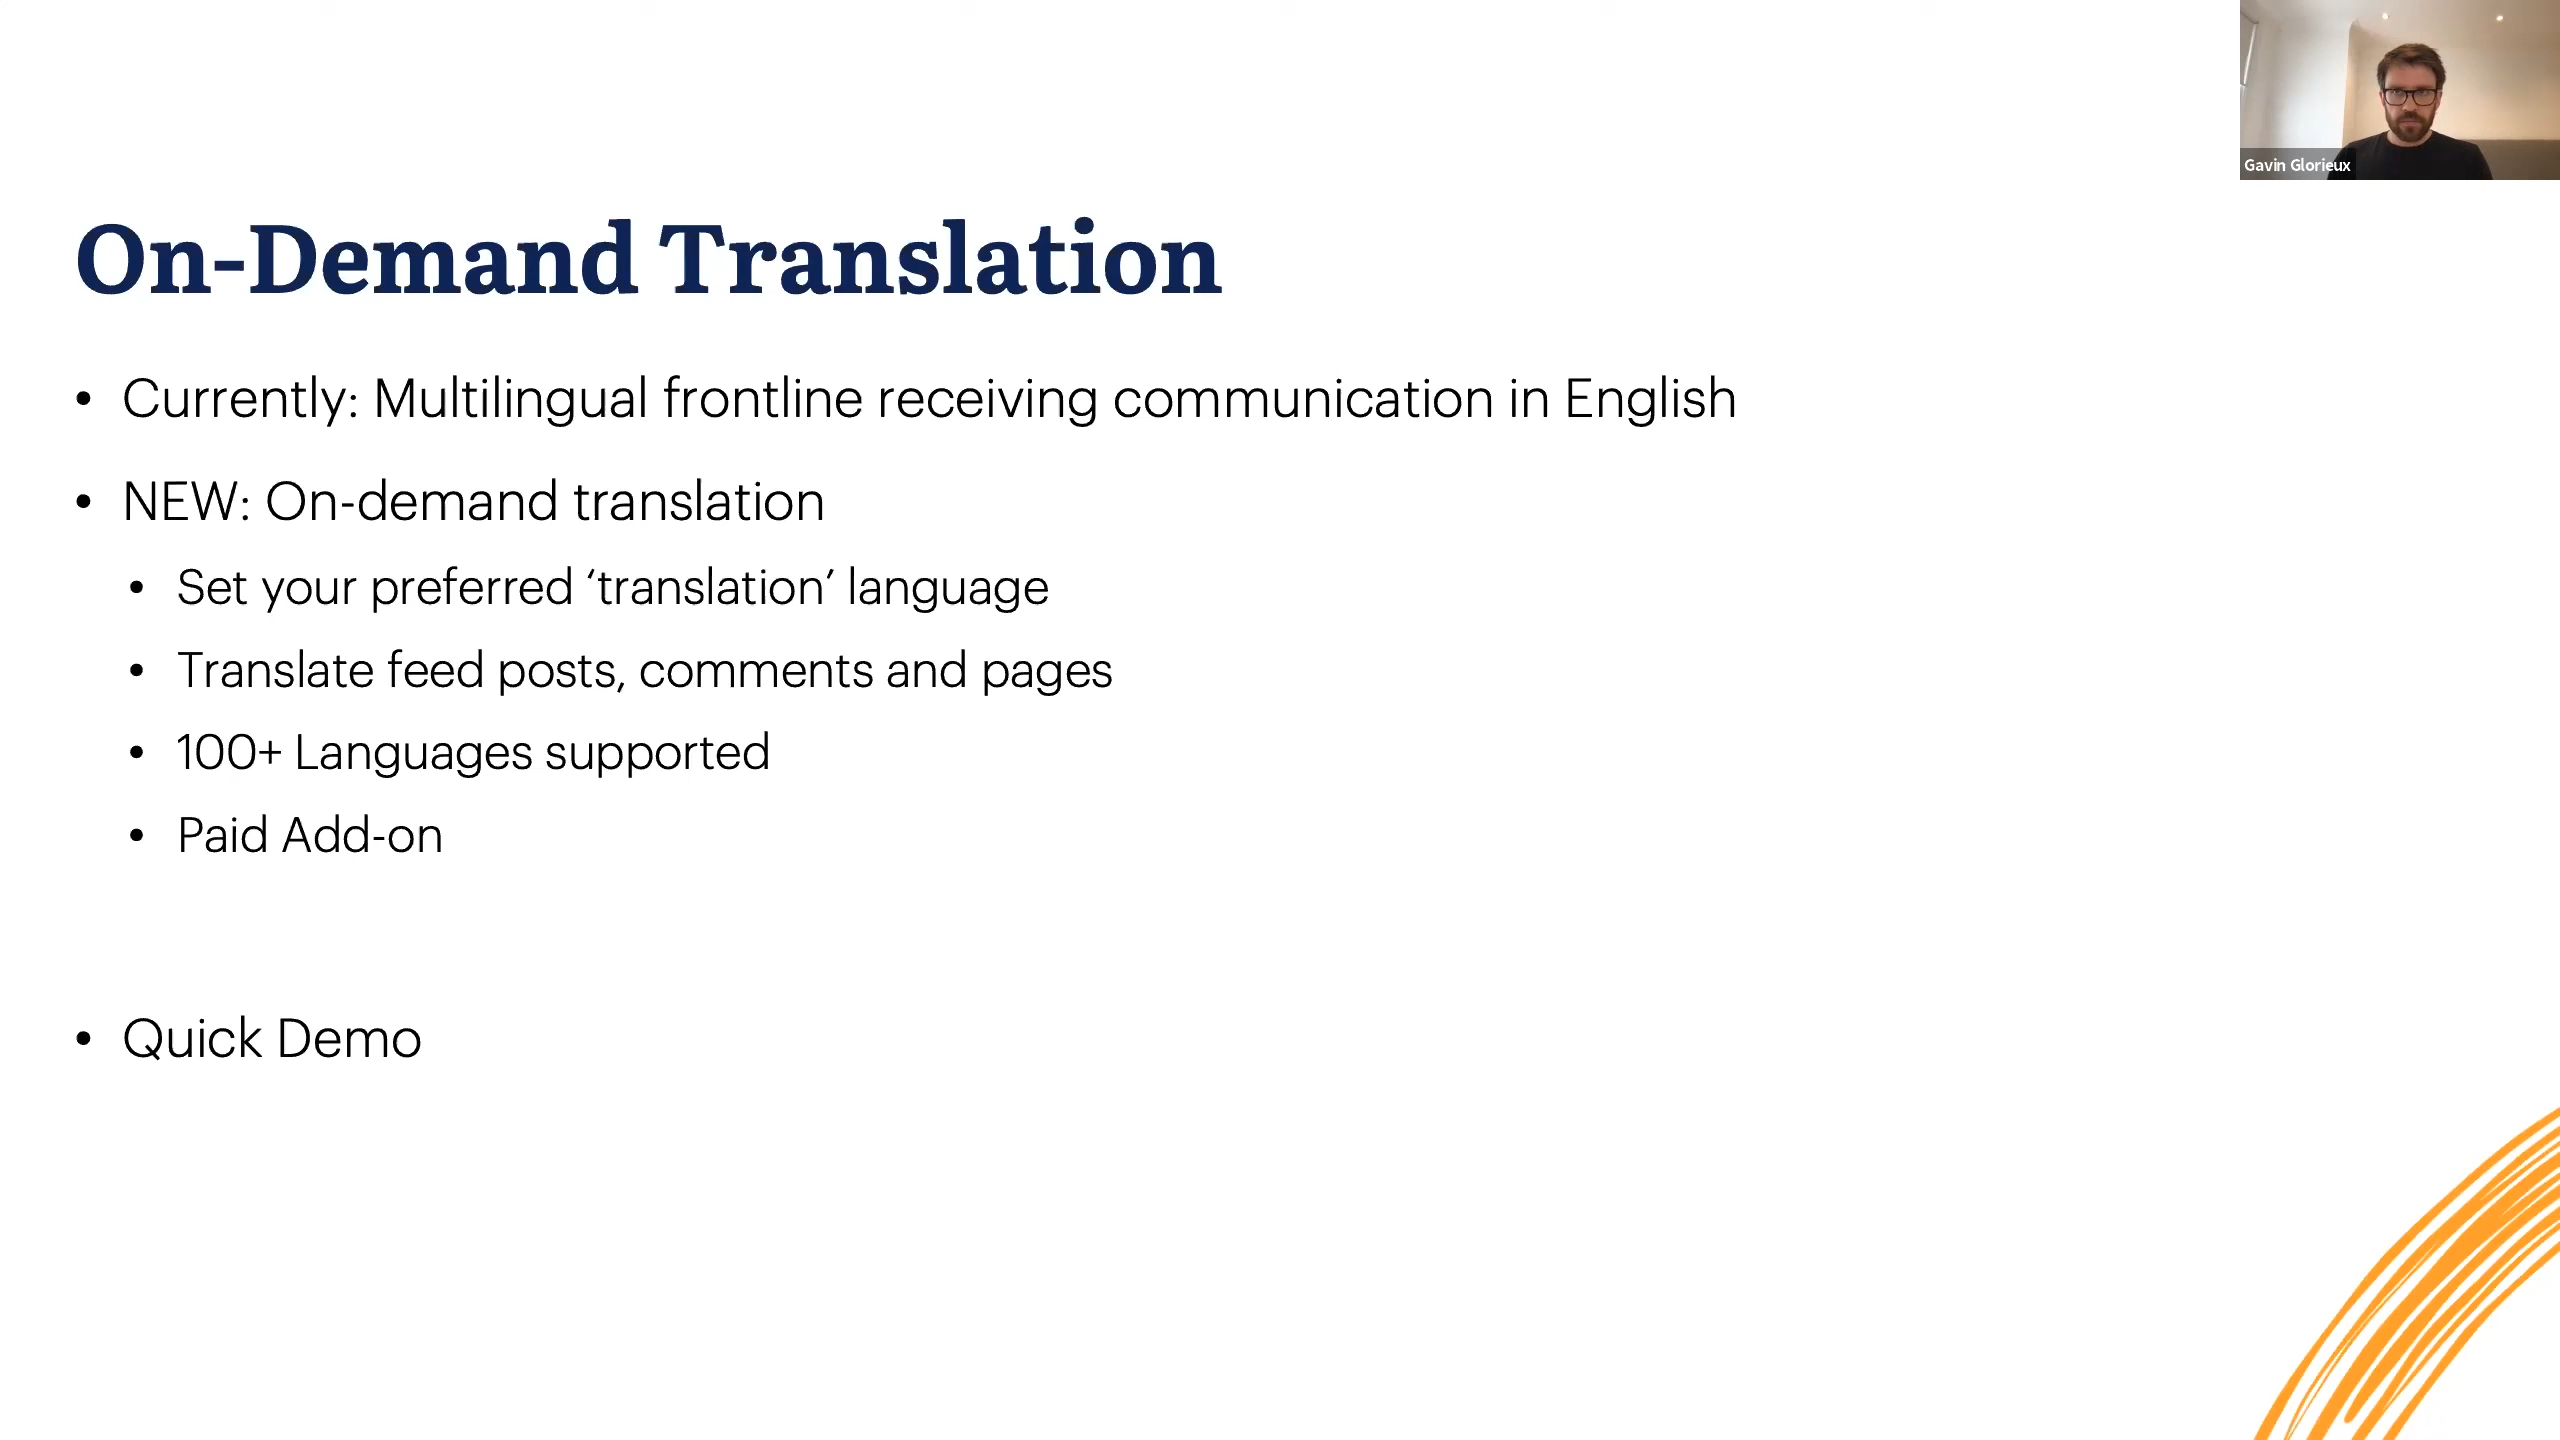 Gavin Glorieux
On-Demand Translation
• Currently: Multilingual frontline receiving communication in English
• NEW: On-demand translation
• Set your preferred ‘translation’ language
• Translate feed posts, comments and pages
• 100+ Languages supported
• Paid Add-on
• Quick Demo